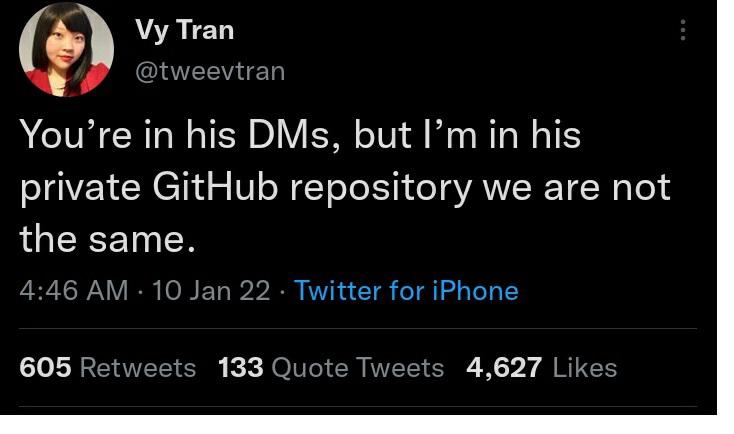 Vy Tran
@tweevtran
You’re in his DMs, but I’m in his
private GitHub repository we are not
the same.
4:46 AM · 10 Jan 22 · Twitter for iPhone
605 Retweets 133 Quote Tweets 4,627 Likes